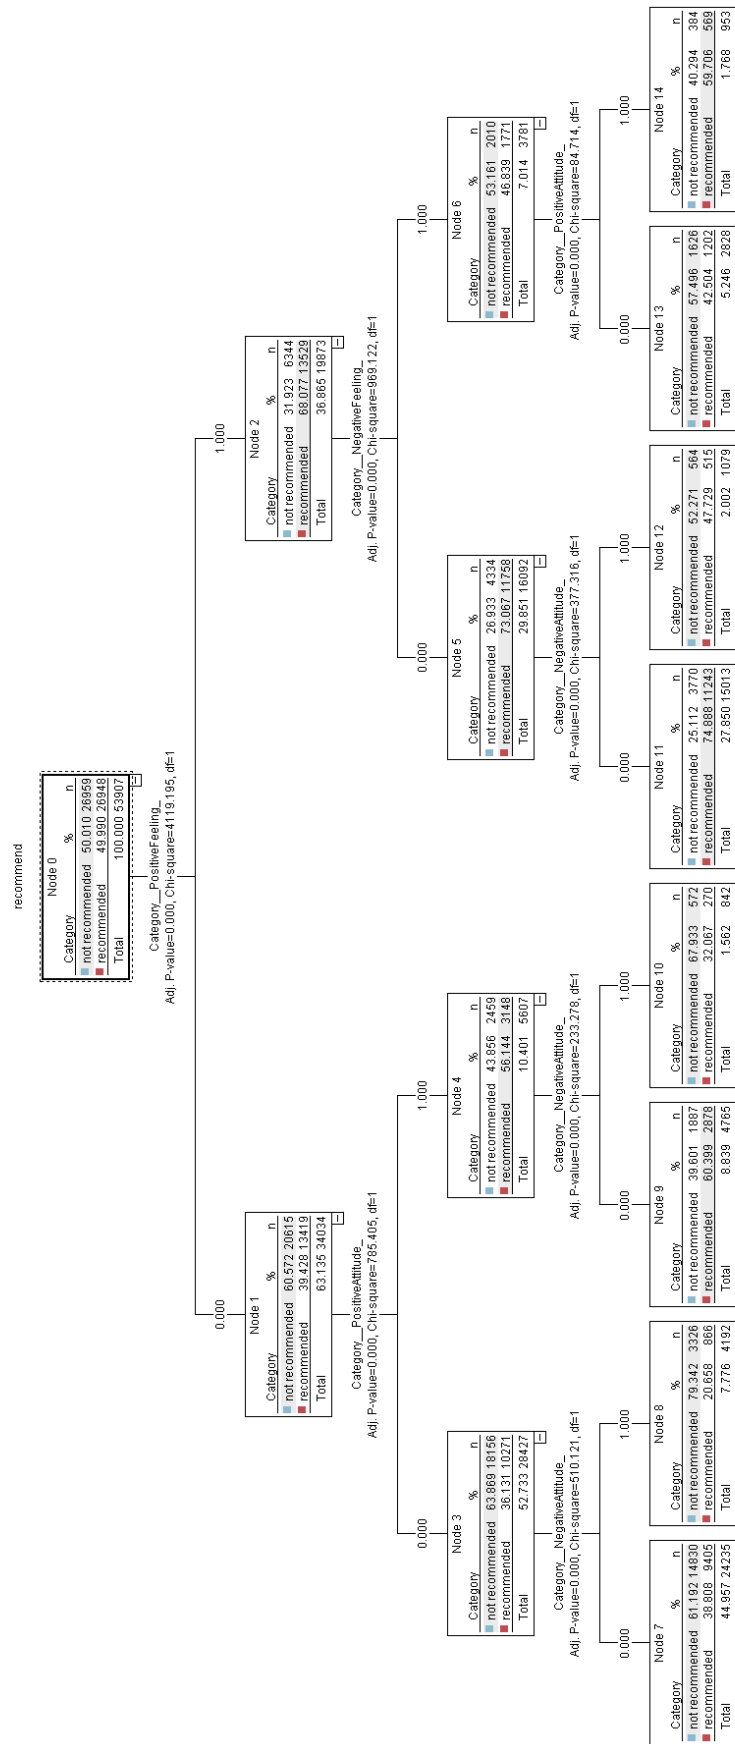 recommend
Node 0
Category % n
not recommended 50.010 26959
recommended 49.990 26948
Total 100.000 53907
Category__PositiveFeeling_
Adj. P-value=0.000, Chi-square=4119.195, df=1
0.000
1.000
Node 1
Category % n
not recommended 60.572 20615
recommended 39.428 13419
Total 63.135 34034
Node 2
Category % n
not recommended 31.923 6344
recommended 68.077 13529
Total 36.865 19873
Category__PositiveAttitude_
Adj. P-value=0.000, Chi-square=785.405, df=1
Category__NegativeFeeling_
Adj. P-value=0.000, Chi-square=969.122, df=1
0.000
1.000
0.000
1.000
Node 3
Category % n
not recommended 63.869 18156
recommended 36.131 10271
Total 52.733 28427
Node 4
Category % n
not recommended 43.856 2459
recommended 56.144 3148
Total 10.401 5607
Node 5
Category % n
not recommended 26.933 4334
recommended 73.067 11758
Total 29.851 16092
Node 6
Category % n
not recommended 53.161 2010
recommended 46.839 1771
Total 7.014 3781
Category__NegativeAttitude_
Adj. P-value=0.000, Chi-square=510.121, df=1
Category__NegativeAttitude_
Adj. P-value=0.000, Chi-square=233.278, df=1
Category__NegativeAttitude_
Adj. P-value=0.000, Chi-square=377.316, df=1
Category__PositiveAttitude_
Adj. P-value=0.000, Chi-square=84.714, df=1
0.000
1.000
0.000
1.000
0.000
1.000
0.000
1.000
Node 7
Category % n
not recommended 61.192 14830
recommended 38.808 9405
Total 44.957 24235
Node 8
Category % n
not recommended 79.342 3326
recommended 20.658 866
Total 7.776 4192
Node 9
Category % n
not recommended 39.601 1887
recommended 60.399 2878
Total 8.839 4765
Node 10
Category % n
not recommended 67.933 572
recommended 32.067 270
Total 1.562 842
Node 11
Category % n
not recommended 25.112 3770
recommended 74.888 11243
Total 27.850 15013
Node 12
Category % n
not recommended 52.271 564
recommended 47.729 515
Total 2.002 1079
Node 13
Category % n
not recommended 57.496 1626
recommended 42.504 1202
Total 5.246 2828
Node 14
Category % n
not recommended 40.294 384
recommended 59.706 569
Total 1.768 953